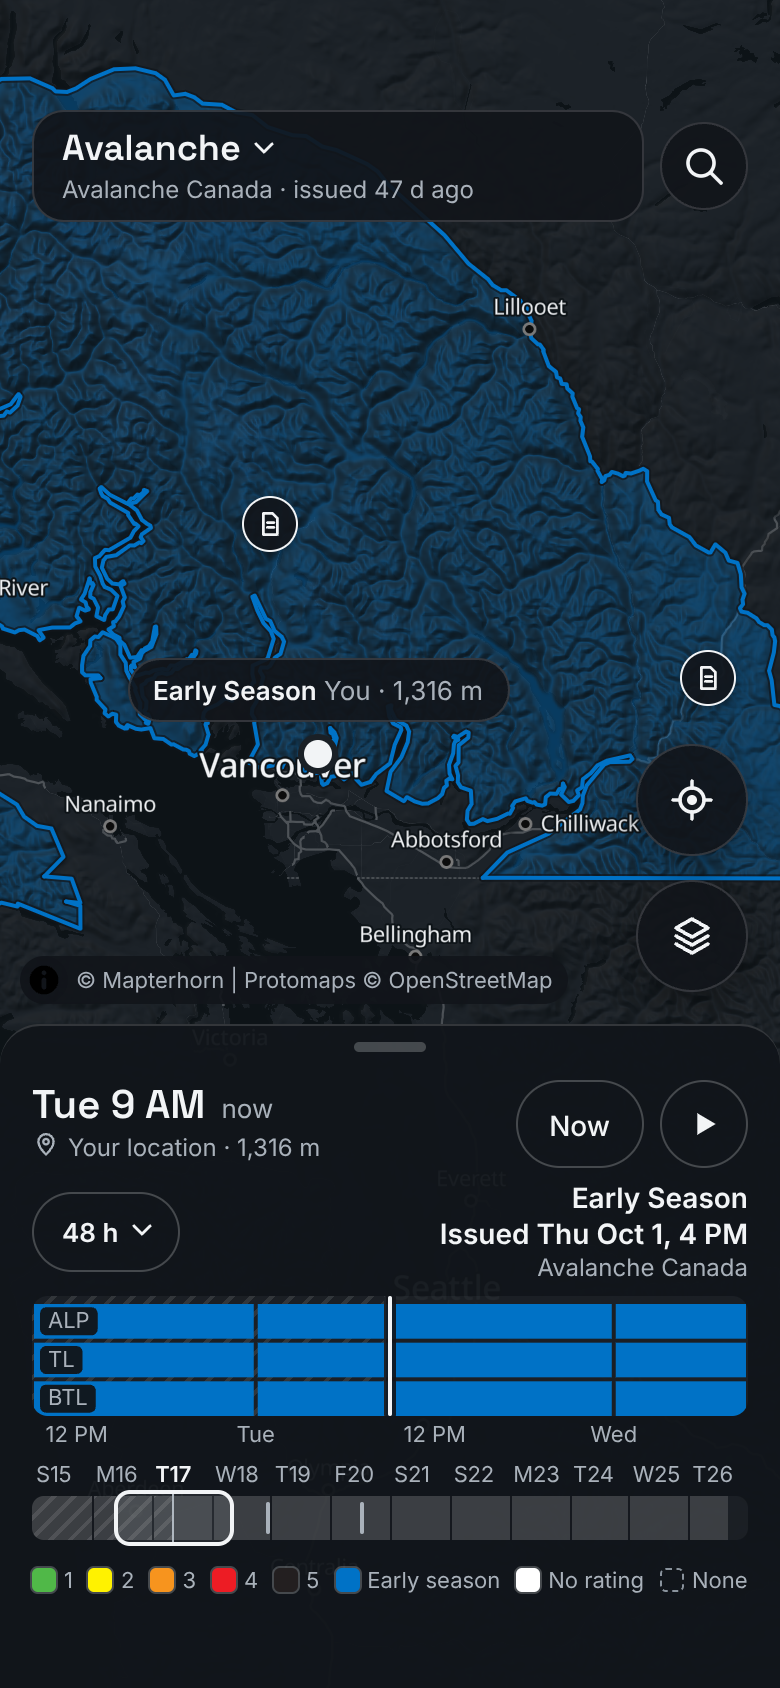 Avalanche
Avalanche Canada · issued 47 d ago
Lillooet
River
Early Season You · 1,316 m
Vancouver
Nanaimo
Chilliwack
Abbotsford
Bellingham
© Mapterhorn | Protomaps © OpenStreetMap
Victoria
Tue 9 AM now
Now
Your location · 1,316 m
Everett
48 h
Early Season
Issued Thu Oct 1, 4 PM
Avalanche Canada
Seattle
ALP
TL
BTL
12 PM Tue 12 PM Wed
S15 M16 T17 W18 T19 F20 S21 S22 M23 T24 W25 T26
1 2 3 4 5 Early season No rating None